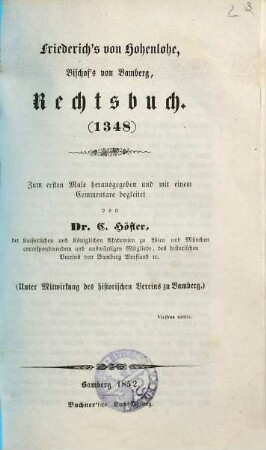 Friederich's von Hohenlohe,
Bischof's von Bamberg,
Rechtsbuch.
(1348)
Zum ersten Male herausgegeben und mit einem
Commentare begleitet
von
Dr. C. Höfler,
der Kaiserlichen und Königlichen Akademien zu Wien und München
correspondirendem und auswärtigen Mitgliede, des historischen
Vereins von Bamberg Vorstand ec.
(Unter Mitwirkung des historischen Vereins zu Bamberg.)
Bamberg 1852
Buchner'sche Buchhandlung.